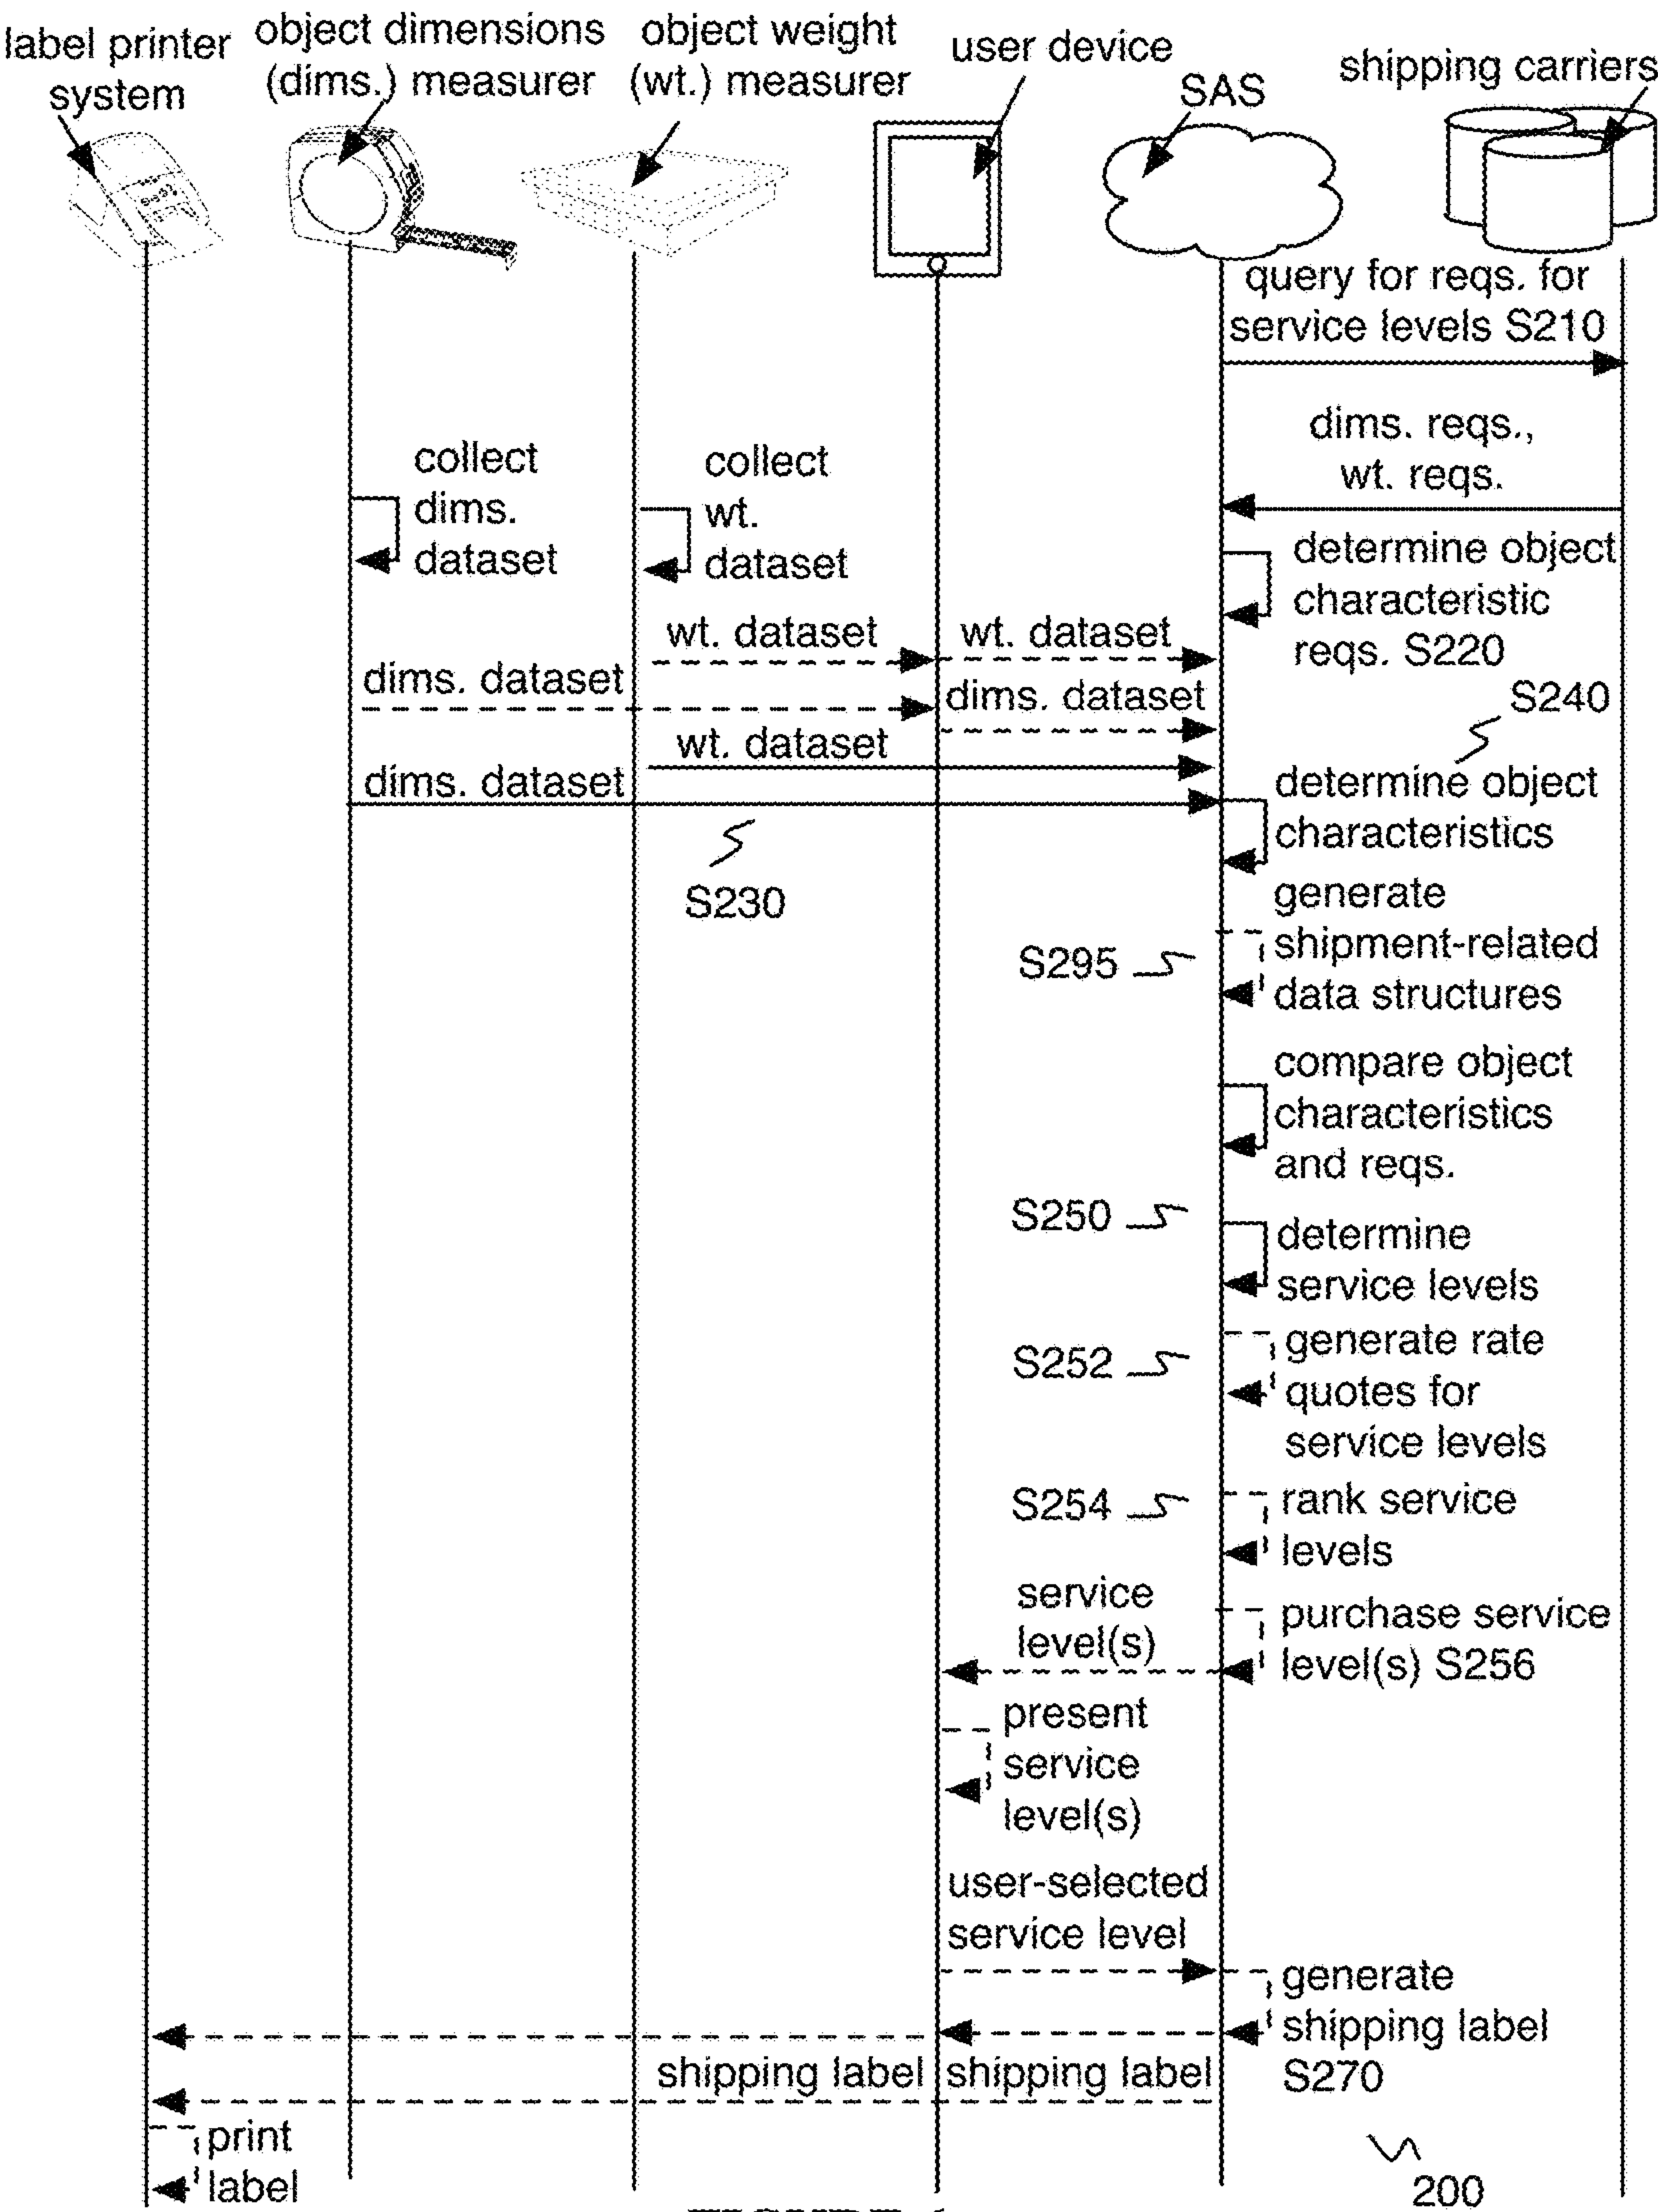 label printer
system
object dimensions
(dims.) measurer
object weight
(wt.) measurer
user device
SAS
shipping carriers
query for reqs. for
service levels S210
dims. reqs.,
wt. reqs.
collect
dims.
dataset
collect
wt.
dataset
determine object
characteristic
reqs. S220
wt. dataset
wt. dataset
dims. dataset
dims. dataset
S240
wt. dataset
dims. dataset
determine object
characteristics
S230
generate
shipment-related
data structures
S295
compare object
characteristics
and reqs.
S250
determine
service levels
S252
generate rate
quotes for
service levels
S254
rank service
levels
service
level(s)
purchase service
level(s) S256
present
service
level(s)
user-selected
service level
generate
shipping label
S270
shipping label
shipping label
print
label
200